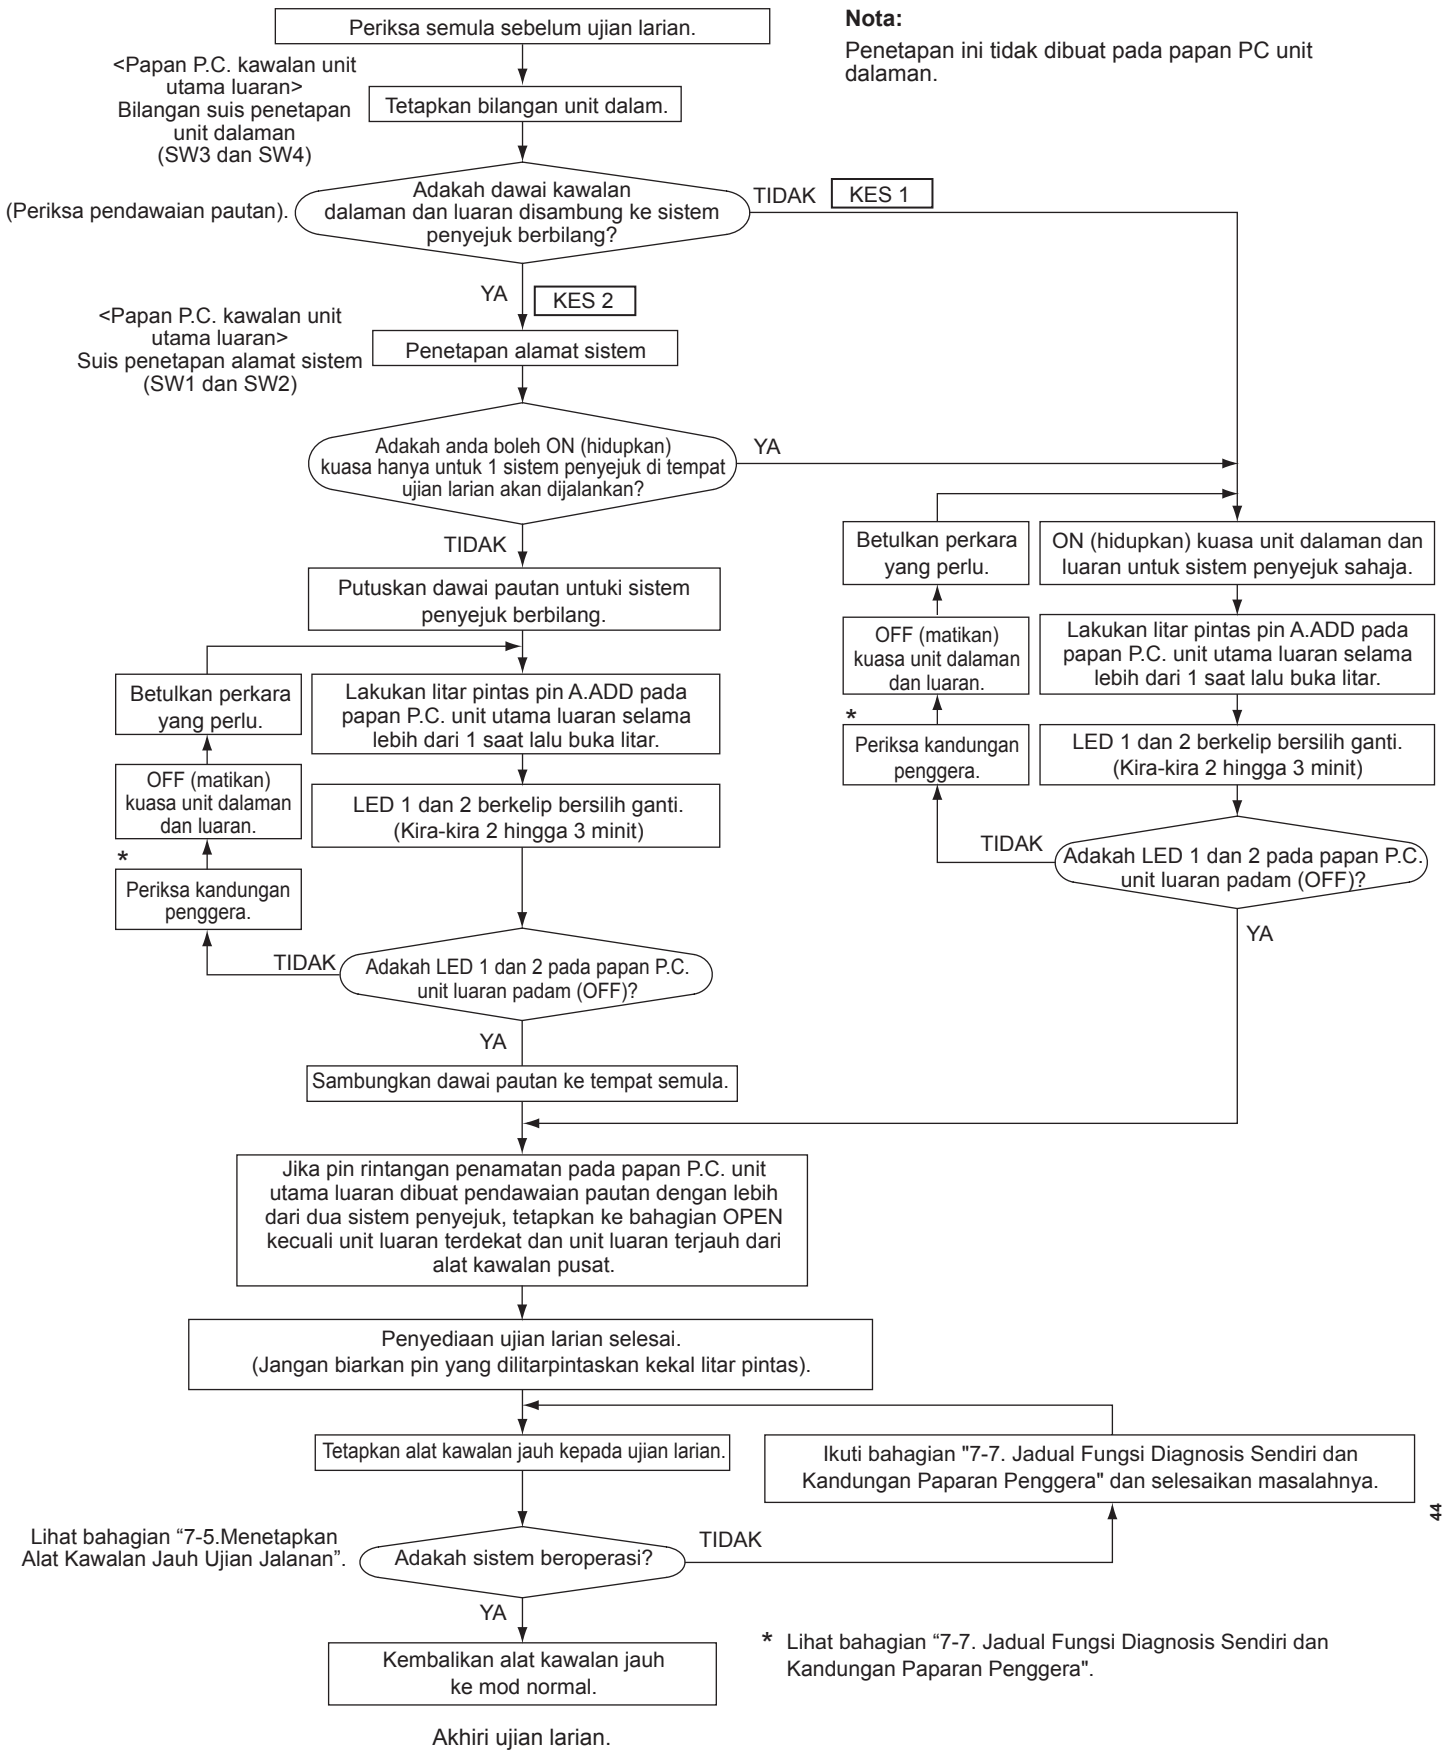 Periksa semula sebelum ujian larian.
Nota:
Penetapan ini tidak dibuat pada papan PC unit
dalaman.
<Papan P.C. kawalan unit
utama luaran>
Bilangan suis penetapan
unit dalaman
(SW3 dan SW4)
Tetapkan bilangan unit dalam.
(Periksa pendawaian pautan).
Adakah dawai kawalan
dalaman dan luaran disambung ke sistem
penyejuk berbilang?
TIDAK
KES 1
YA
KES 2
<Papan P.C. kawalan unit
utama luaran>
Suis penetapan alamat sistem
(SW1 dan SW2)
Penetapan alamat sistem
Adakah anda boleh ON (hidupkan)
kuasa hanya untuk 1 sistem penyejuk di tempat
ujian larian akan dijalankan?
YA
TIDAK
Putuskan dawai pautan untuki sistem
penyejuk berbilang.
Betulkan perkara
yang perlu.
Lakukan litar pintas pin A.ADD pada
papan P.C. unit utama luaran selama
lebih dari 1 saat lalu buka litar.
OFF (matikan)
kuasa unit dalaman
dan luaran.
LED 1 dan 2 berkelip bersilih ganti.
(Kira-kira 2 hingga 3 minit)
*
Periksa kandungan
penggera.
TIDAK
Adakah LED 1 dan 2 pada papan P.C.
unit luaran padam (OFF)?
YA
Sambungkan dawai pautan ke tempat semula.
Betulkan perkara
yang perlu.
ON (hidupkan) kuasa unit dalaman dan
luaran untuk sistem penyejuk sahaja.
OFF (matikan)
kuasa unit dalaman
dan luaran.
Lakukan litar pintas pin A.ADD pada
papan P.C. unit utama luaran selama
lebih dari 1 saat lalu buka litar.
*
Periksa kandungan
penggera.
LED 1 dan 2 berkelip bersilih ganti.
(Kira-kira 2 hingga 3 minit)
TIDAK
Adakah LED 1 dan 2 pada papan P.C.
unit luaran padam (OFF)?
YA
Jika pin rintangan penamatan pada papan P.C. unit
utama luaran dibuat pendawaian pautan dengan lebih
dari dua sistem penyejuk, tetapkan ke bahagian OPEN
kecuali unit luaran terdekat dan unit luaran terjauh dari
alat kawalan pusat.
Penyediaan ujian larian selesai.
(Jangan biarkan pin yang dilitarpintaskan kekal litar pintas).
Tetapkan alat kawalan jauh kepada ujian larian.
Ikuti bahagian "7-7. Jadual Fungsi Diagnosis Sendiri dan
Kandungan Paparan Penggera" dan selesaikan masalahnya.
44
Lihat bahagian “7-5.Menetapkan
Alat Kawalan Jauh Ujian Jalanan”.
Adakah sistem beroperasi?
TIDAK
YA
Kembalikan alat kawalan jauh
ke mod normal.
* Lihat bahagian “7-7. Jadual Fungsi Diagnosis Sendiri dan
Kandungan Paparan Penggera".
Akhiri ujian larian.